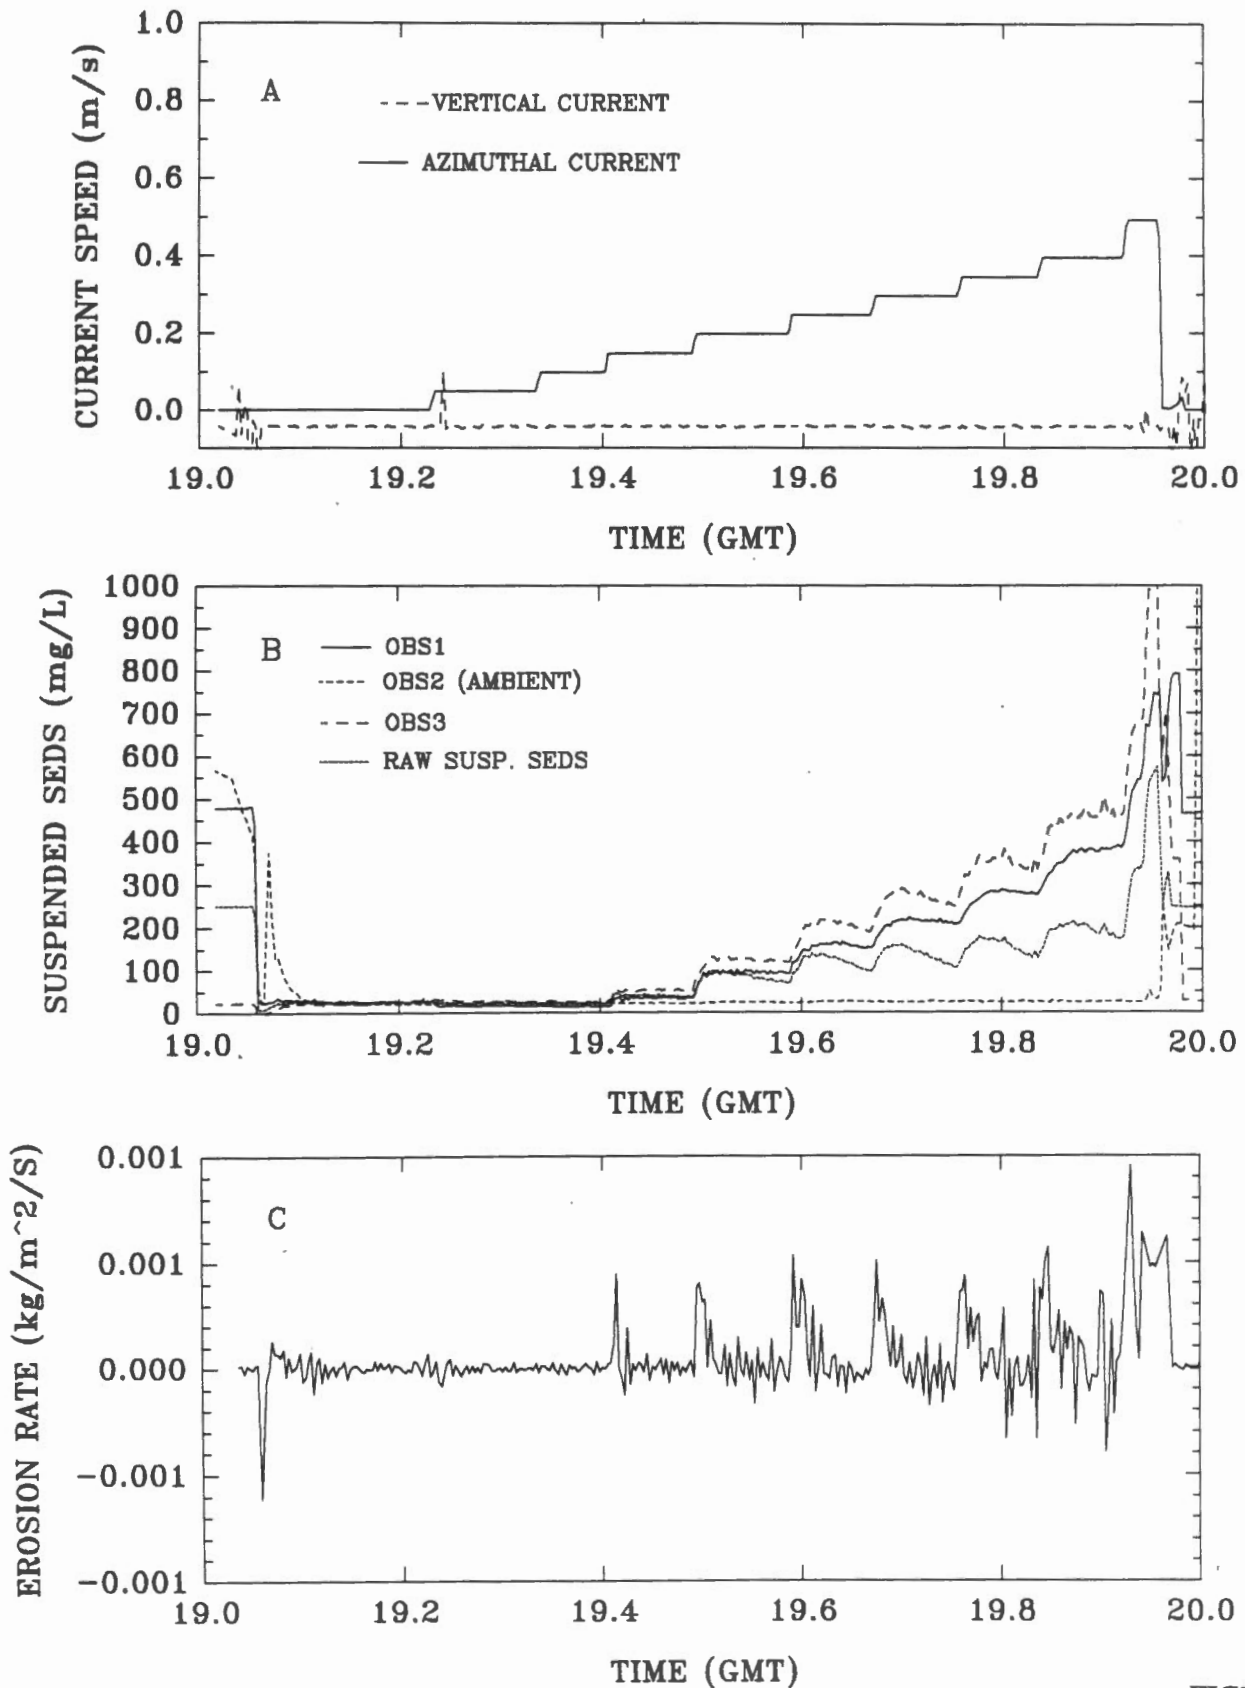 CURRENT SPEED (m/s)
1.0
0.8
0.6
0.4
0.2
0.0
A
---VERTICAL CURRENT
AZIMUTHAL CURRENT
19.0 19.2 19.4 19.6 19.8 20.0
TIME (GMT)
SUSPENDED SEDS (mg/L)
1000
900
800
700
600
500
400
300
200
100
0
B
OBS1
OBS2 (AMBIENT)
OBS3
RAW SUSP. SEDS
19.0 19.2 19.4 19.6 19.8 20.0
TIME (GMT)
EROSION RATE (kg/m^2/S)
0.001
0.001
0.000
-0.001
-0.001
C
19.0 19.2 19.4 19.6 19.8 20.0
TIME (GMT)